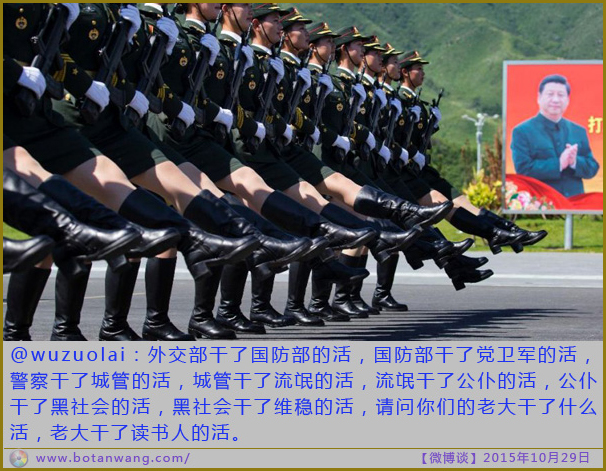 打
@wuzuolai：外交部干了国防部的活，国防部干了党卫军的活，
警察干了城管的活，城管干了流氓的活，流氓干了公仆的活，公仆
干了黑社会的活，黑社会干了维稳的活，请问你们的老大干了什么
活，老大干了读书人的活。
www.botanwang.com/ 【微博谈】2015年10月29日